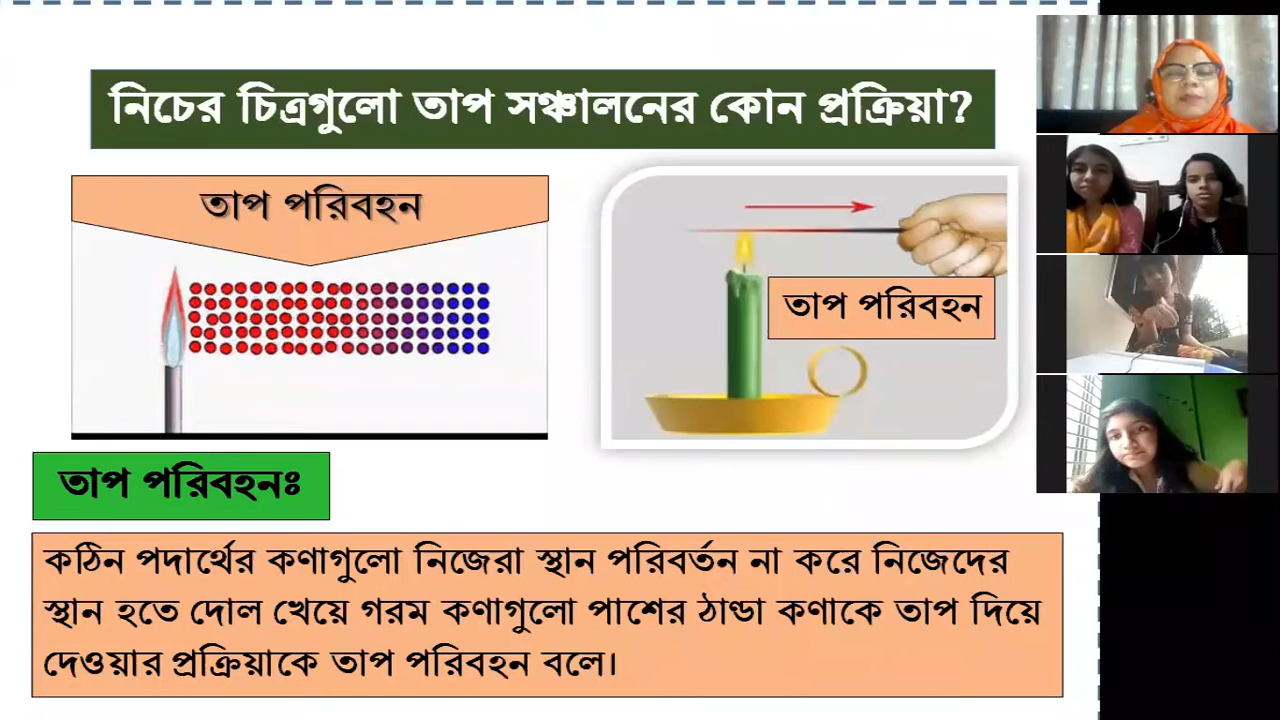 নিচের চিত্রগুলো তাপ সঞ্চালনের কোন প্রক্রিয়া?
তাপ পরিবহন
তাপ পরিবহন
তাপ পরিবহনঃ
কঠিন পদার্থের কণাগুলো নিজেরা স্থান পরিবর্তন না করে নিজেদের
স্থান হতে দোল খেয়ে গরম কণাগুলো পাশের ঠাণ্ডা কণাকে তাপ দিয়ে
দেওয়ার প্রক্রিয়াকে তাপ পরিবহন বলে।